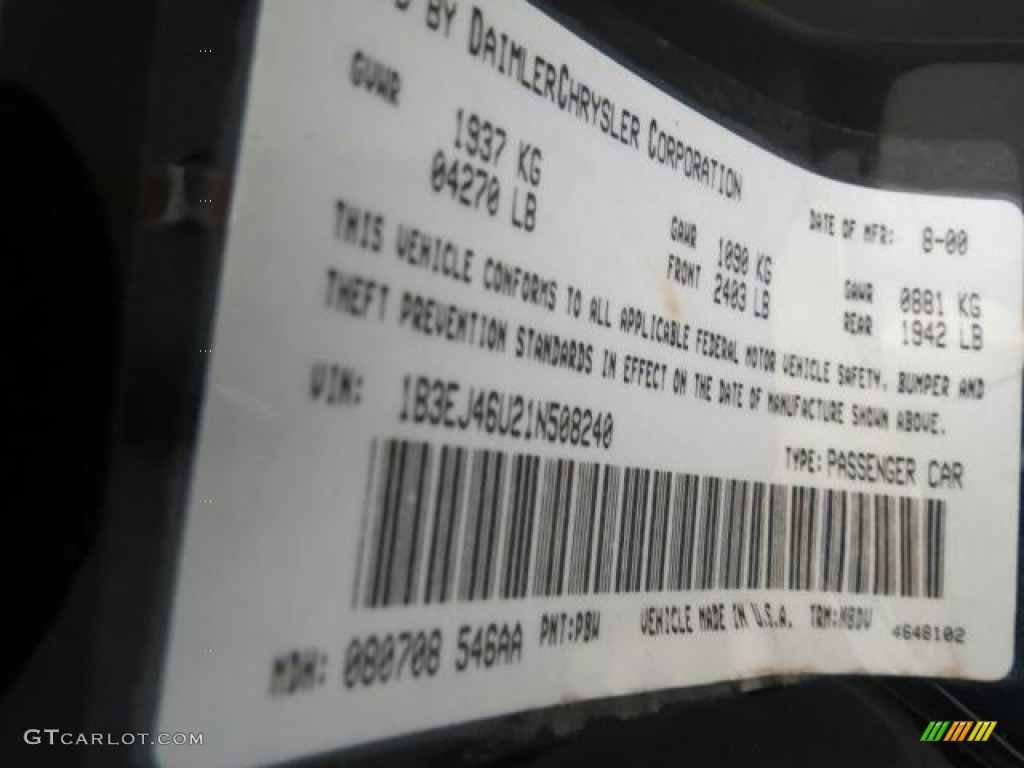 D BY DAIMLERCHRYSLER CORPORATION
DATE OF MFR: 8-00
GVWR
1937 KG
04270 LB
GAWR 1090 KG
FRONT 2403 LB
GAWR 0881 KG
REAR 1942 LB
THIS VEHICLE CONFORMS TO ALL APPLICABLE FEDERAL MOTOR VEHICLE SAFETY, BUMPER AND
THEFT PREVENTION STANDARDS IN EFFECT ON THE DATE OF MANUFACTURE SHOWN ABOVE.
VIN: 1B3EJ46U21N508240
TYPE: PASSENGER CAR
MDH: 080708 546AA PNT:PBW VEHICLE MADE IN U.S.A. TRM:MBDV 4648102
GTCARLOT.COM